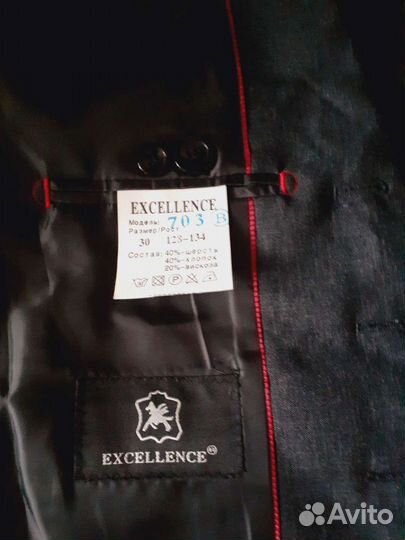 EXCELLENCE
Модель: 703 В
Размер/Рост
30 128-134
Состав: 40%-шерсть
40%-хлопок
20%-вискоза
EXCELLENCE
Avito